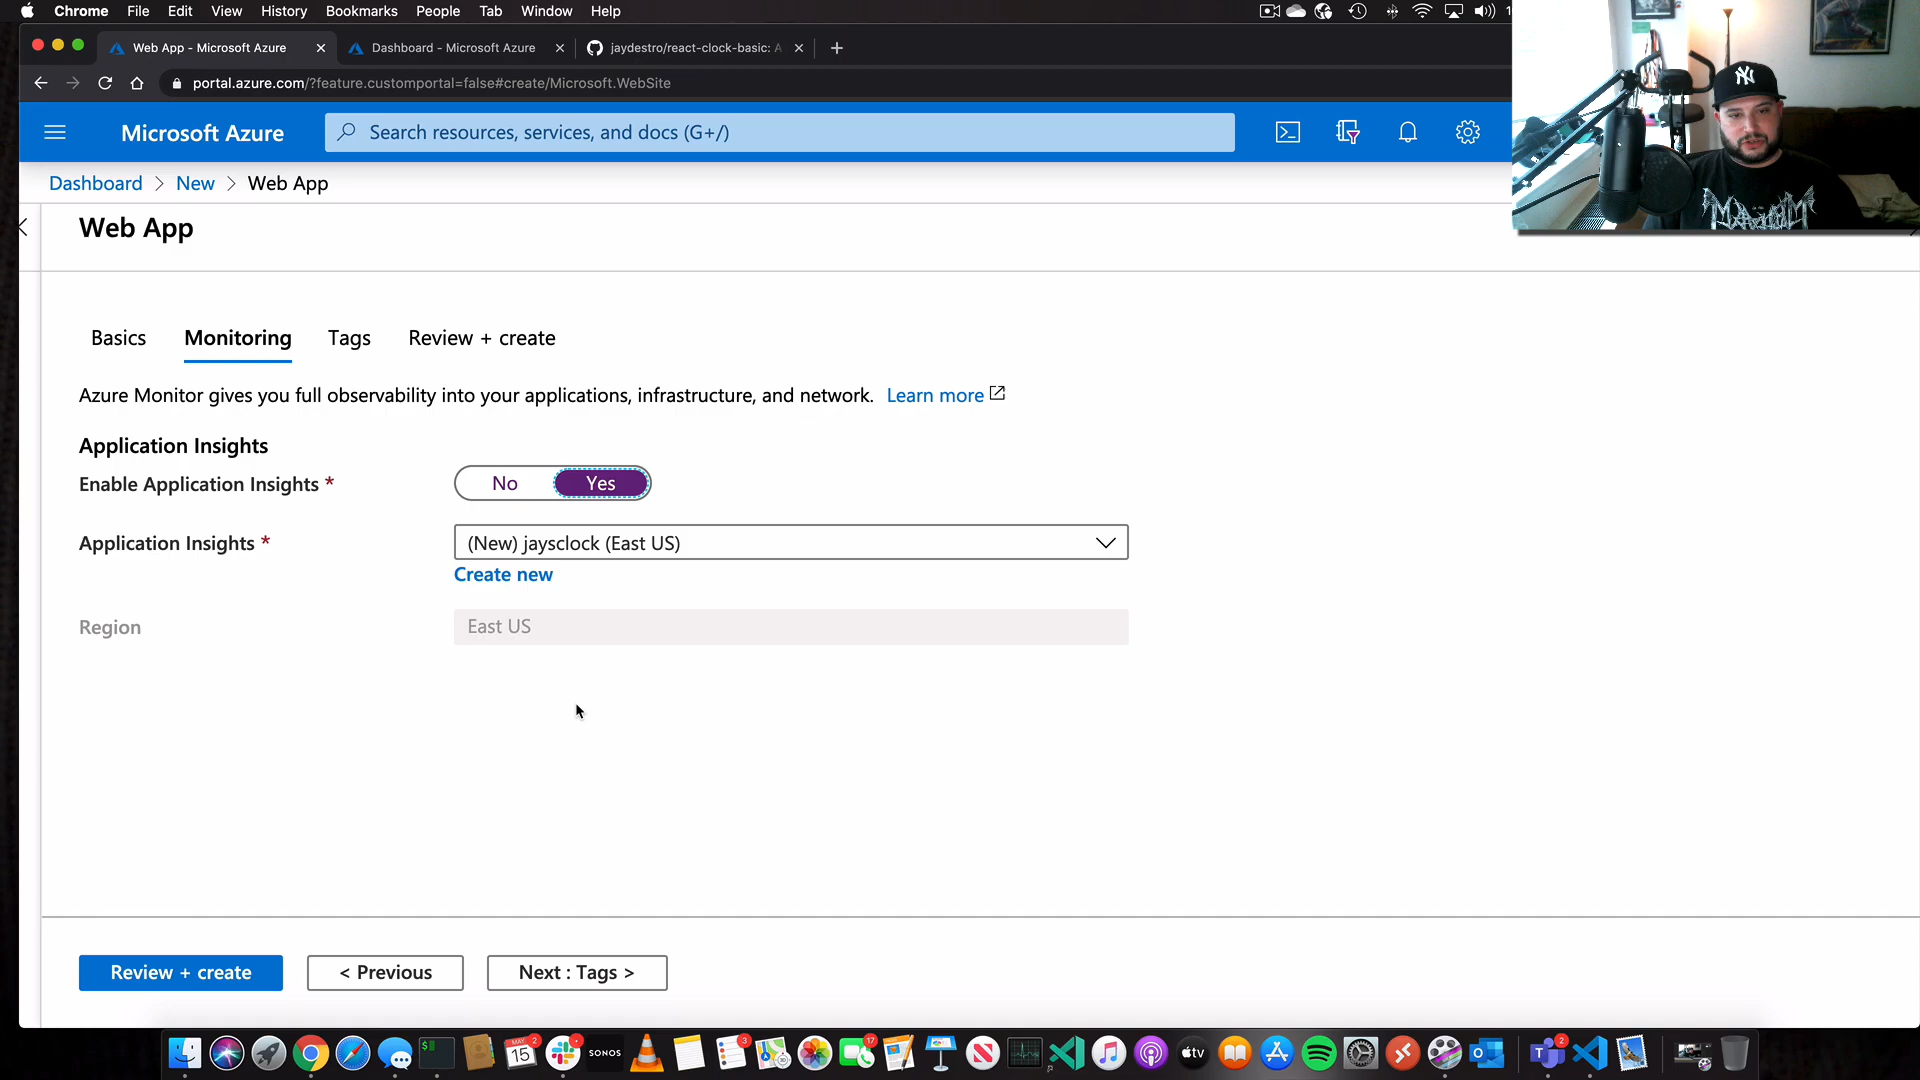 Chrome File Edit View History Bookmarks People Tab Window Help
Web App - Microsoft Azure
Dashboard - Microsoft Azure
jaydestro/react-clock-basic: A
portal.azure.com/?feature.customportal=false#create/Microsoft.WebSite
Microsoft Azure
Search resources, services, and docs (G+/)
Dashboard > New > Web App
Web App
Basics Monitoring Tags Review + create
Azure Monitor gives you full observability into your applications, infrastructure, and network. Learn more
Application Insights
Enable Application Insights *
No Yes
Application Insights *
(New) jaysclock (East US)
Create new
Region
East US
Review + create
< Previous
Next : Tags >
MAY
15
SONOS
tv